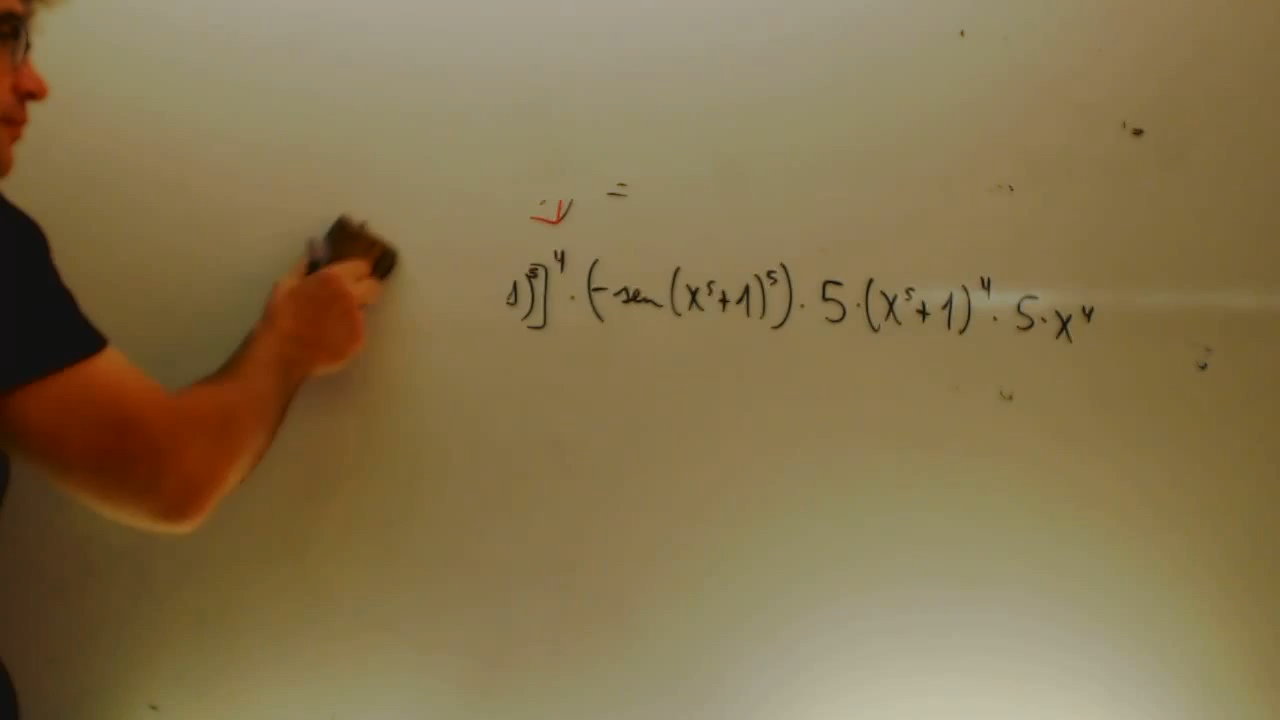 =
1)⁵]⁴ · (-sen(x⁵+1)⁵) · 5 · (x⁵+1)⁴ · 5 · x⁴